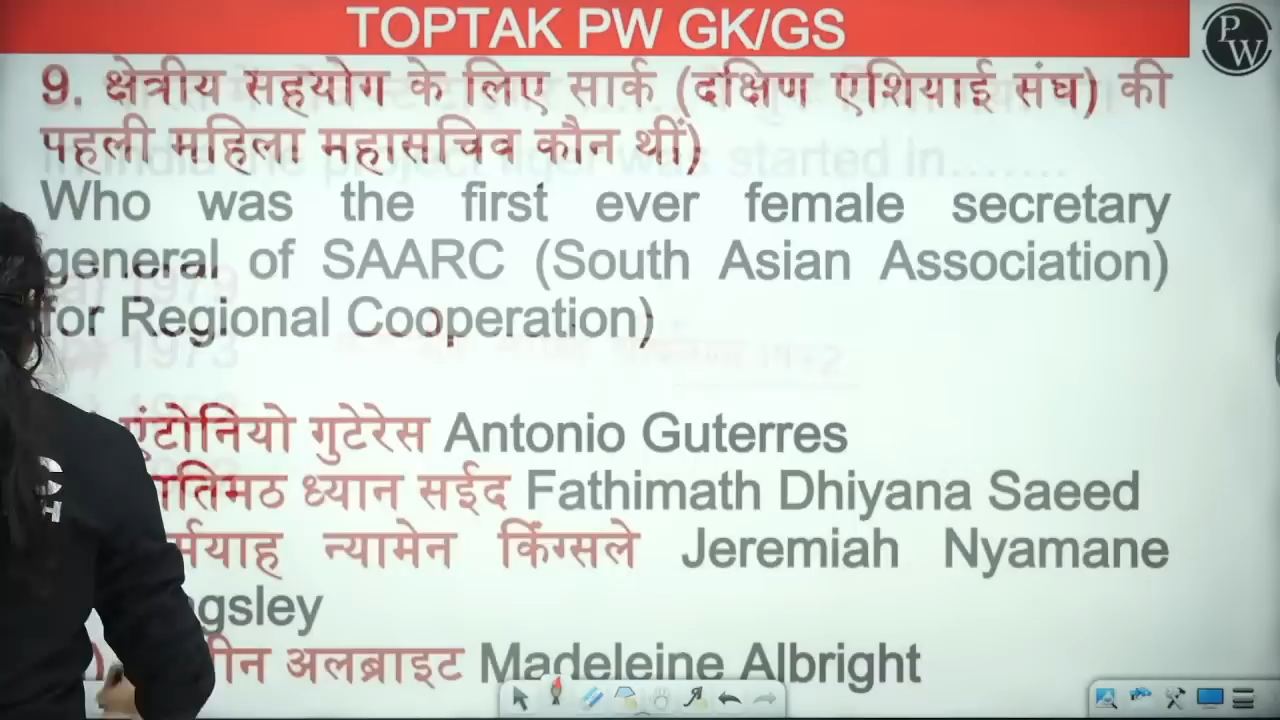 TOPTAK PW GK/GS
PW
9. क्षेत्रीय सहयोग के लिए सार्क (दक्षिण एशियाई संघ) की
पहली महिला महासचिव कौन थीं)
Who was the first ever female secretary
general of SAARC (South Asian Association)
for Regional Cooperation)
एंटोनियो गुटेरेस Antonio Guterres
ध्यान सईद Fathimath Dhiyana Saeed
न्यामेन किंग्सले Jeremiah Nyamane
अलब्राइट Madeleine Albright